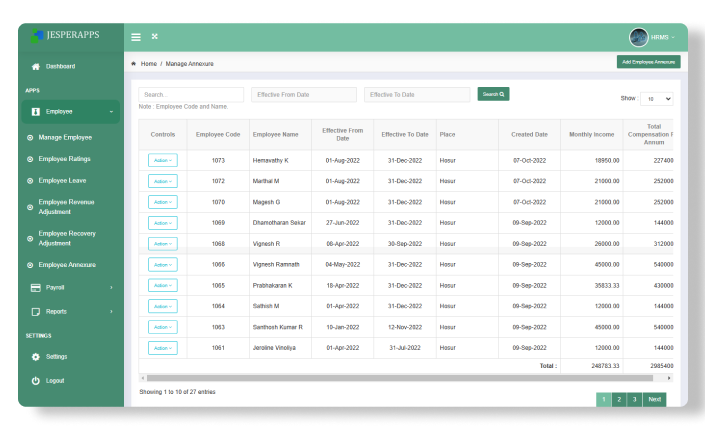 JESPERAPPS
HRMS
Home / Manage Annexure
Add Employee Annexure
Dashboard
APPS
Employee
Manage Employee
Employee Ratings
Employee Leave
Employee Revenue
Adjustment
Employee Recovery
Adjustment
Employee Annexure
Payroll
Reports
SETTINGS
Settings
Logout
Search.. Effective From Date Effective To Date Search
Note : Employee Code and Name.
Show : 10
Controls Employee Code Employee Name Effective From Date Effective To Date Place Created Date Monthly Income Total Compensation P Annum
Action 1073 Hemavathy K 01-Aug-2022 31-Dec-2022 Hosur 07-Oct-2022 18950.00 227400
Action 1072 Marthal M 01-Aug-2022 31-Dec-2022 Hosur 07-Oct-2022 21000.00 252000
Action 1070 Magesh G 01-Aug-2022 31-Dec-2022 Hosur 07-Oct-2022 21000.00 252000
Action 1069 Dhamotharan Sekar 27-Jun-2022 31-Dec-2022 Hosur 09-Sep-2022 12000.00 144000
Action 1068 Vignesh R 08-Apr-2022 30-Sep-2022 Hosur 09-Sep-2022 26000.00 312000
Action 1066 Vignesh Ramnath 04-May-2022 31-Dec-2022 Hosur 09-Sep-2022 45000.00 540000
Action 1065 Prabhakaran K 18-Apr-2022 31-Dec-2022 Hosur 09-Sep-2022 35833.33 430000
Action 1064 Sathish M 01-Apr-2022 31-Dec-2022 Hosur 09-Sep-2022 12000.00 144000
Action 1063 Santhosh Kumar R 10-Jan-2022 12-Nov-2022 Hosur 09-Sep-2022 45000.00 540000
Action 1061 Jeroline Vinoliya 01-Apr-2022 31-Jul-2022 Hosur 09-Sep-2022 12000.00 144000
Total : 248783.33 2985400
Showing 1 to 10 of 27 entries
1 2 3 Next